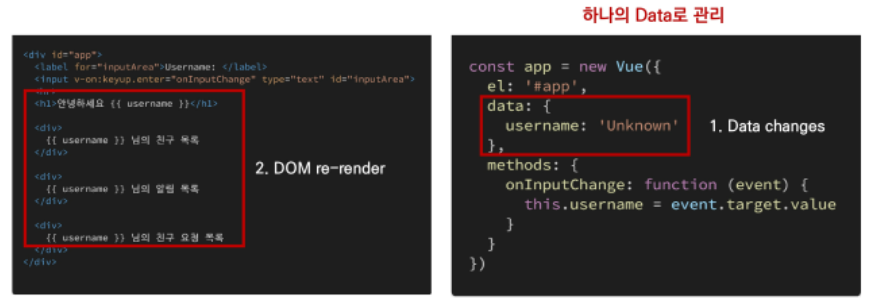 하나의 Data로 관리
<div id="app">
<label for="inputArea">Username: </label>
<input v-on:keyup.enter="onInputChange" type="text" id="inputArea">
<hr>
<h1>안녕하세요 {{ username }}</h1>
<div>
{{ username }} 님의 친구 목록
</div>
<div>
{{ username }} 님의 알림 목록
</div>
<div>
{{ username }} 님의 친구 요청 목록
</div>
</div>
2. DOM re-render
const app = new Vue({
el: '#app',
data: {
username: 'Unknown'
},
methods: {
onInputChange: function (event) {
this.username = event.target.value
}
}
})
1. Data changes